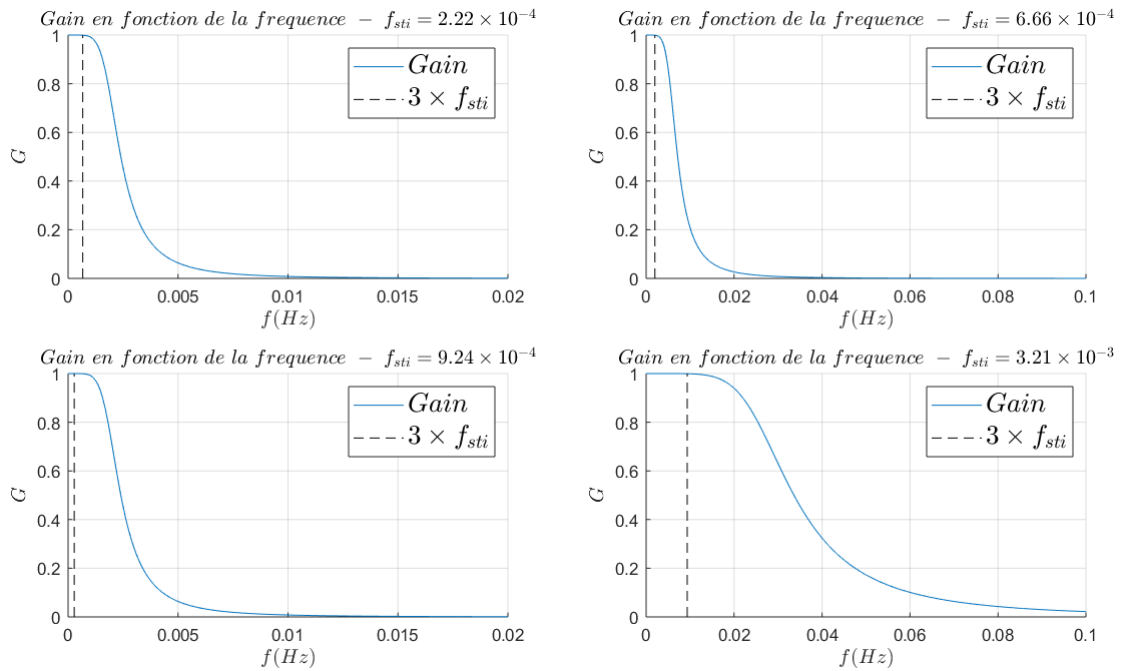 Gain en fonction de la frequence − f_sti = 2.22 × 10⁻⁴
1
0.8
0.6
0.4
0.2
0
G
Gain
3 × f_sti
0 0.005 0.01 0.015 0.02
f(Hz)
Gain en fonction de la frequence − f_sti = 6.66 × 10⁻⁴
1
0.8
0.6
0.4
0.2
0
G
Gain
3 × f_sti
0 0.02 0.04 0.06 0.08 0.1
f(Hz)
Gain en fonction de la frequence − f_sti = 9.24 × 10⁻⁴
1
0.8
0.6
0.4
0.2
0
G
Gain
3 × f_sti
0 0.005 0.01 0.015 0.02
f(Hz)
Gain en fonction de la frequence − f_sti = 3.21 × 10⁻³
1
0.8
0.6
0.4
0.2
0
G
Gain
3 × f_sti
0 0.02 0.04 0.06 0.08 0.1
f(Hz)